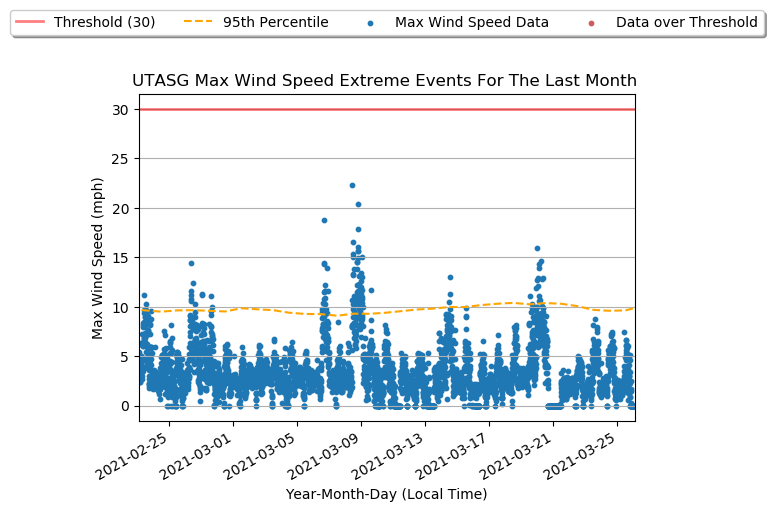 Threshold (30) 95th Percentile Max Wind Speed Data Data over Threshold
UTASG Max Wind Speed Extreme Events For The Last Month
Max Wind Speed (mph)
30
25
20
15
10
5
0
2021-02-25 2021-03-01 2021-03-05 2021-03-09 2021-03-13 2021-03-17 2021-03-21 2021-03-25
Year-Month-Day (Local Time)